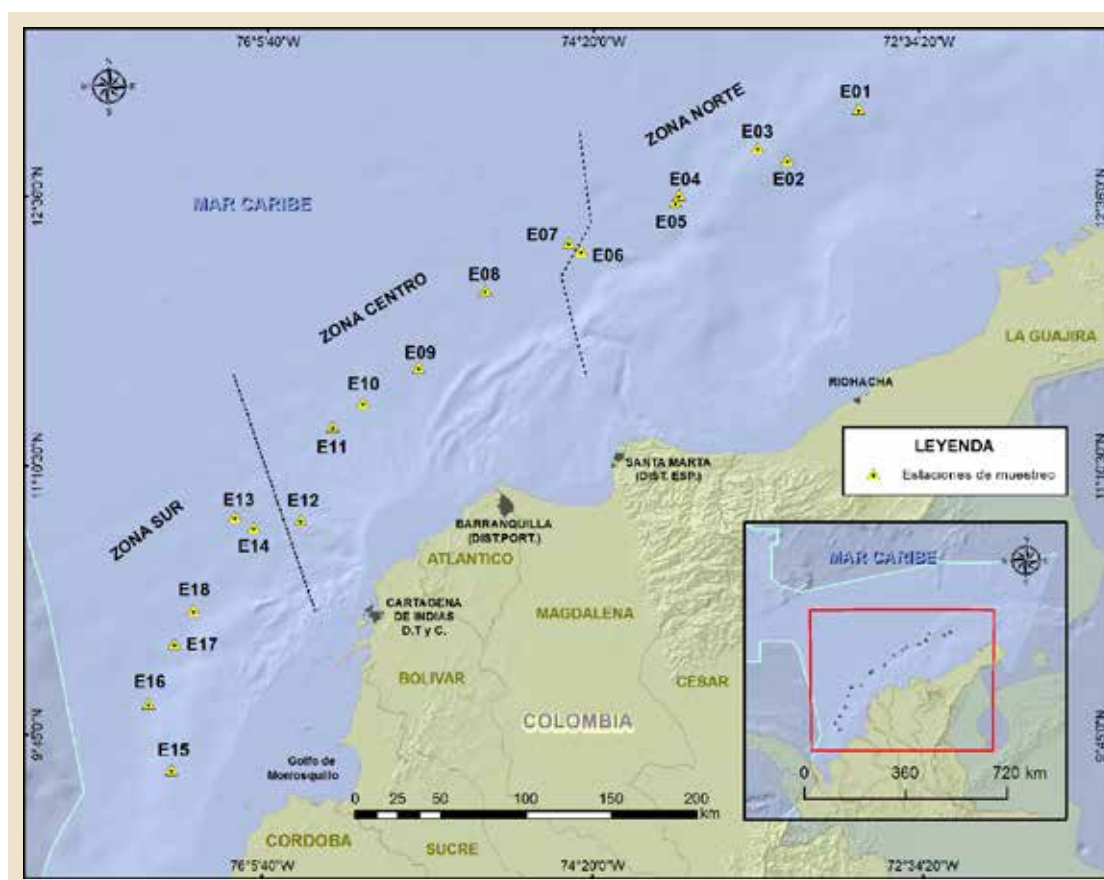 76°5'40"W
74°20'0"W
72°34'20"W
N
S
E01
ZONA NORTE
E03
E02
12°36'0"N
12°36'0"N
E04
MAR CARIBE
E05
E07
E06
E08
ZONA CENTRO
LA GUAJIRA
E09
RIOHACHA
E10
E11
LEYENDA
Estaciones de muestreo
11°10'30"N
11°10'30"N
SANTA MARTA
(DIST. ESP.)
E13
E12
ZONA SUR
E14
BARRANQUILLA
(DIST.PORT.)
ATLANTICO
MAR CARIBE
E18
CARTAGENA
DE INDIAS
D.T y C.
MAGDALENA
E17
BOLIVAR
CESAR
E16
COLOMBIA
9°45'0"N
9°45'0"N
E15
Golfo de
Morrosquillo
0 360 720 km
0 25 50 100 150 200
km
CORDOBA
SUCRE
76°5'40"W
74°20'0"W
72°34'20"W